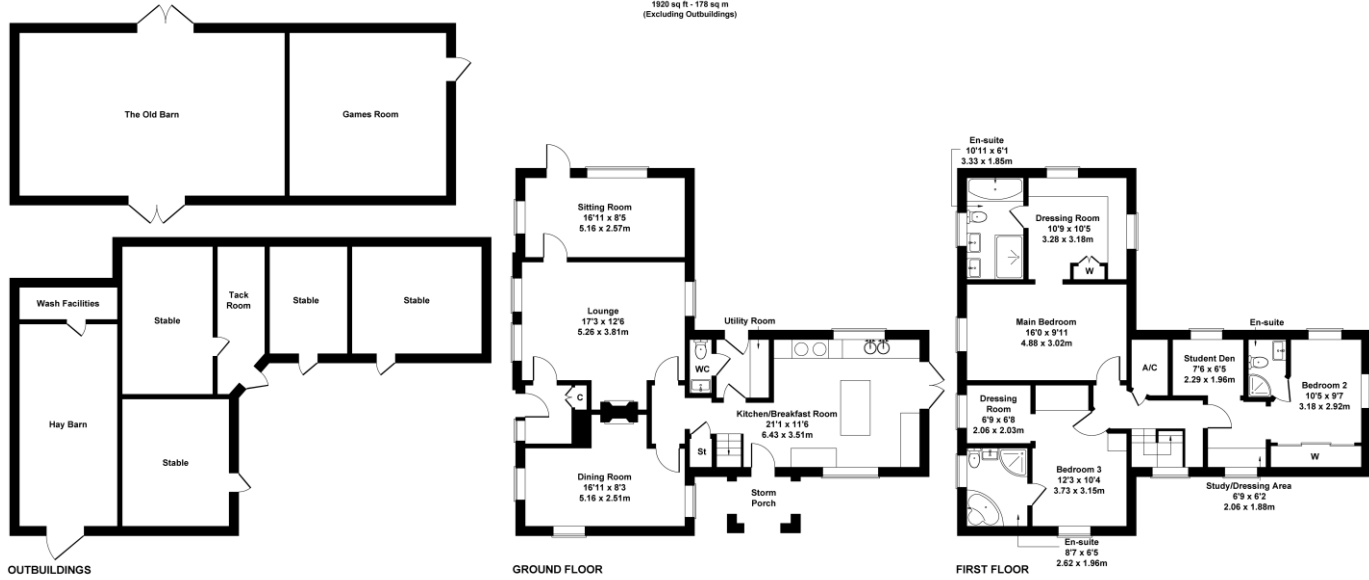 1920 sq ft - 178 sq m
(Excluding Outbuildings)
The Old Barn
Games Room
Wash Facilities
Stable
Tack
Room
Stable
Stable
Hay Barn
Stable
OUTBUILDINGS
Sitting Room
16'11 x 8'5
5.16 x 2.57m
Lounge
17'3 x 12'6
5.26 x 3.81m
Utility Room
WC
C
Kitchen/Breakfast Room
21'1 x 11'6
6.43 x 3.51m
St
Dining Room
16'11 x 8'3
5.16 x 2.51m
Storm
Porch
GROUND FLOOR
En-suite
10'11 x 6'1
3.33 x 1.85m
Dressing Room
10'9 x 10'5
3.28 x 3.18m
W
Main Bedroom
16'0 x 9'11
4.88 x 3.02m
En-suite
A/C
Student Den
7'6 x 6'5
2.29 x 1.96m
Bedroom 2
10'5 x 9'7
3.18 x 2.92m
Dressing
Room
6'9 x 6'8
2.06 x 2.03m
W
Bedroom 3
12'3 x 10'4
3.73 x 3.15m
Study/Dressing Area
6'9 x 6'2
2.06 x 1.88m
En-suite
8'7 x 6'5
2.62 x 1.96m
FIRST FLOOR